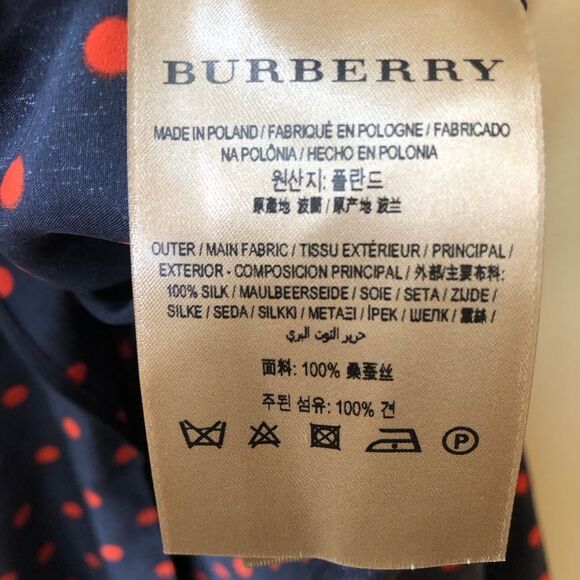 BURBERRY
MADE IN POLAND / FABRIQUÉ EN POLOGNE / FABRICADO
NA POLÔNIA / HECHO EN POLONIA
원산지: 폴란드
原產地 波蘭 / 原产地 波兰
OUTER / MAIN FABRIC / TISSU EXTÉRIEUR / PRINCIPAL /
EXTERIOR - COMPOSICION PRINCIPAL / 外部/主要布料:
100% SILK / MAULBEERSEIDE / SOIE / SETA / ZIJDE /
SILKE / SEDA / SILKKI / ΜΕΤΑΞΙ / İPEK / ШЕЛК / 蠶絲 /
حرير التوت البري /
面料: 100% 桑蚕丝
주된 섬유: 100% 견
P